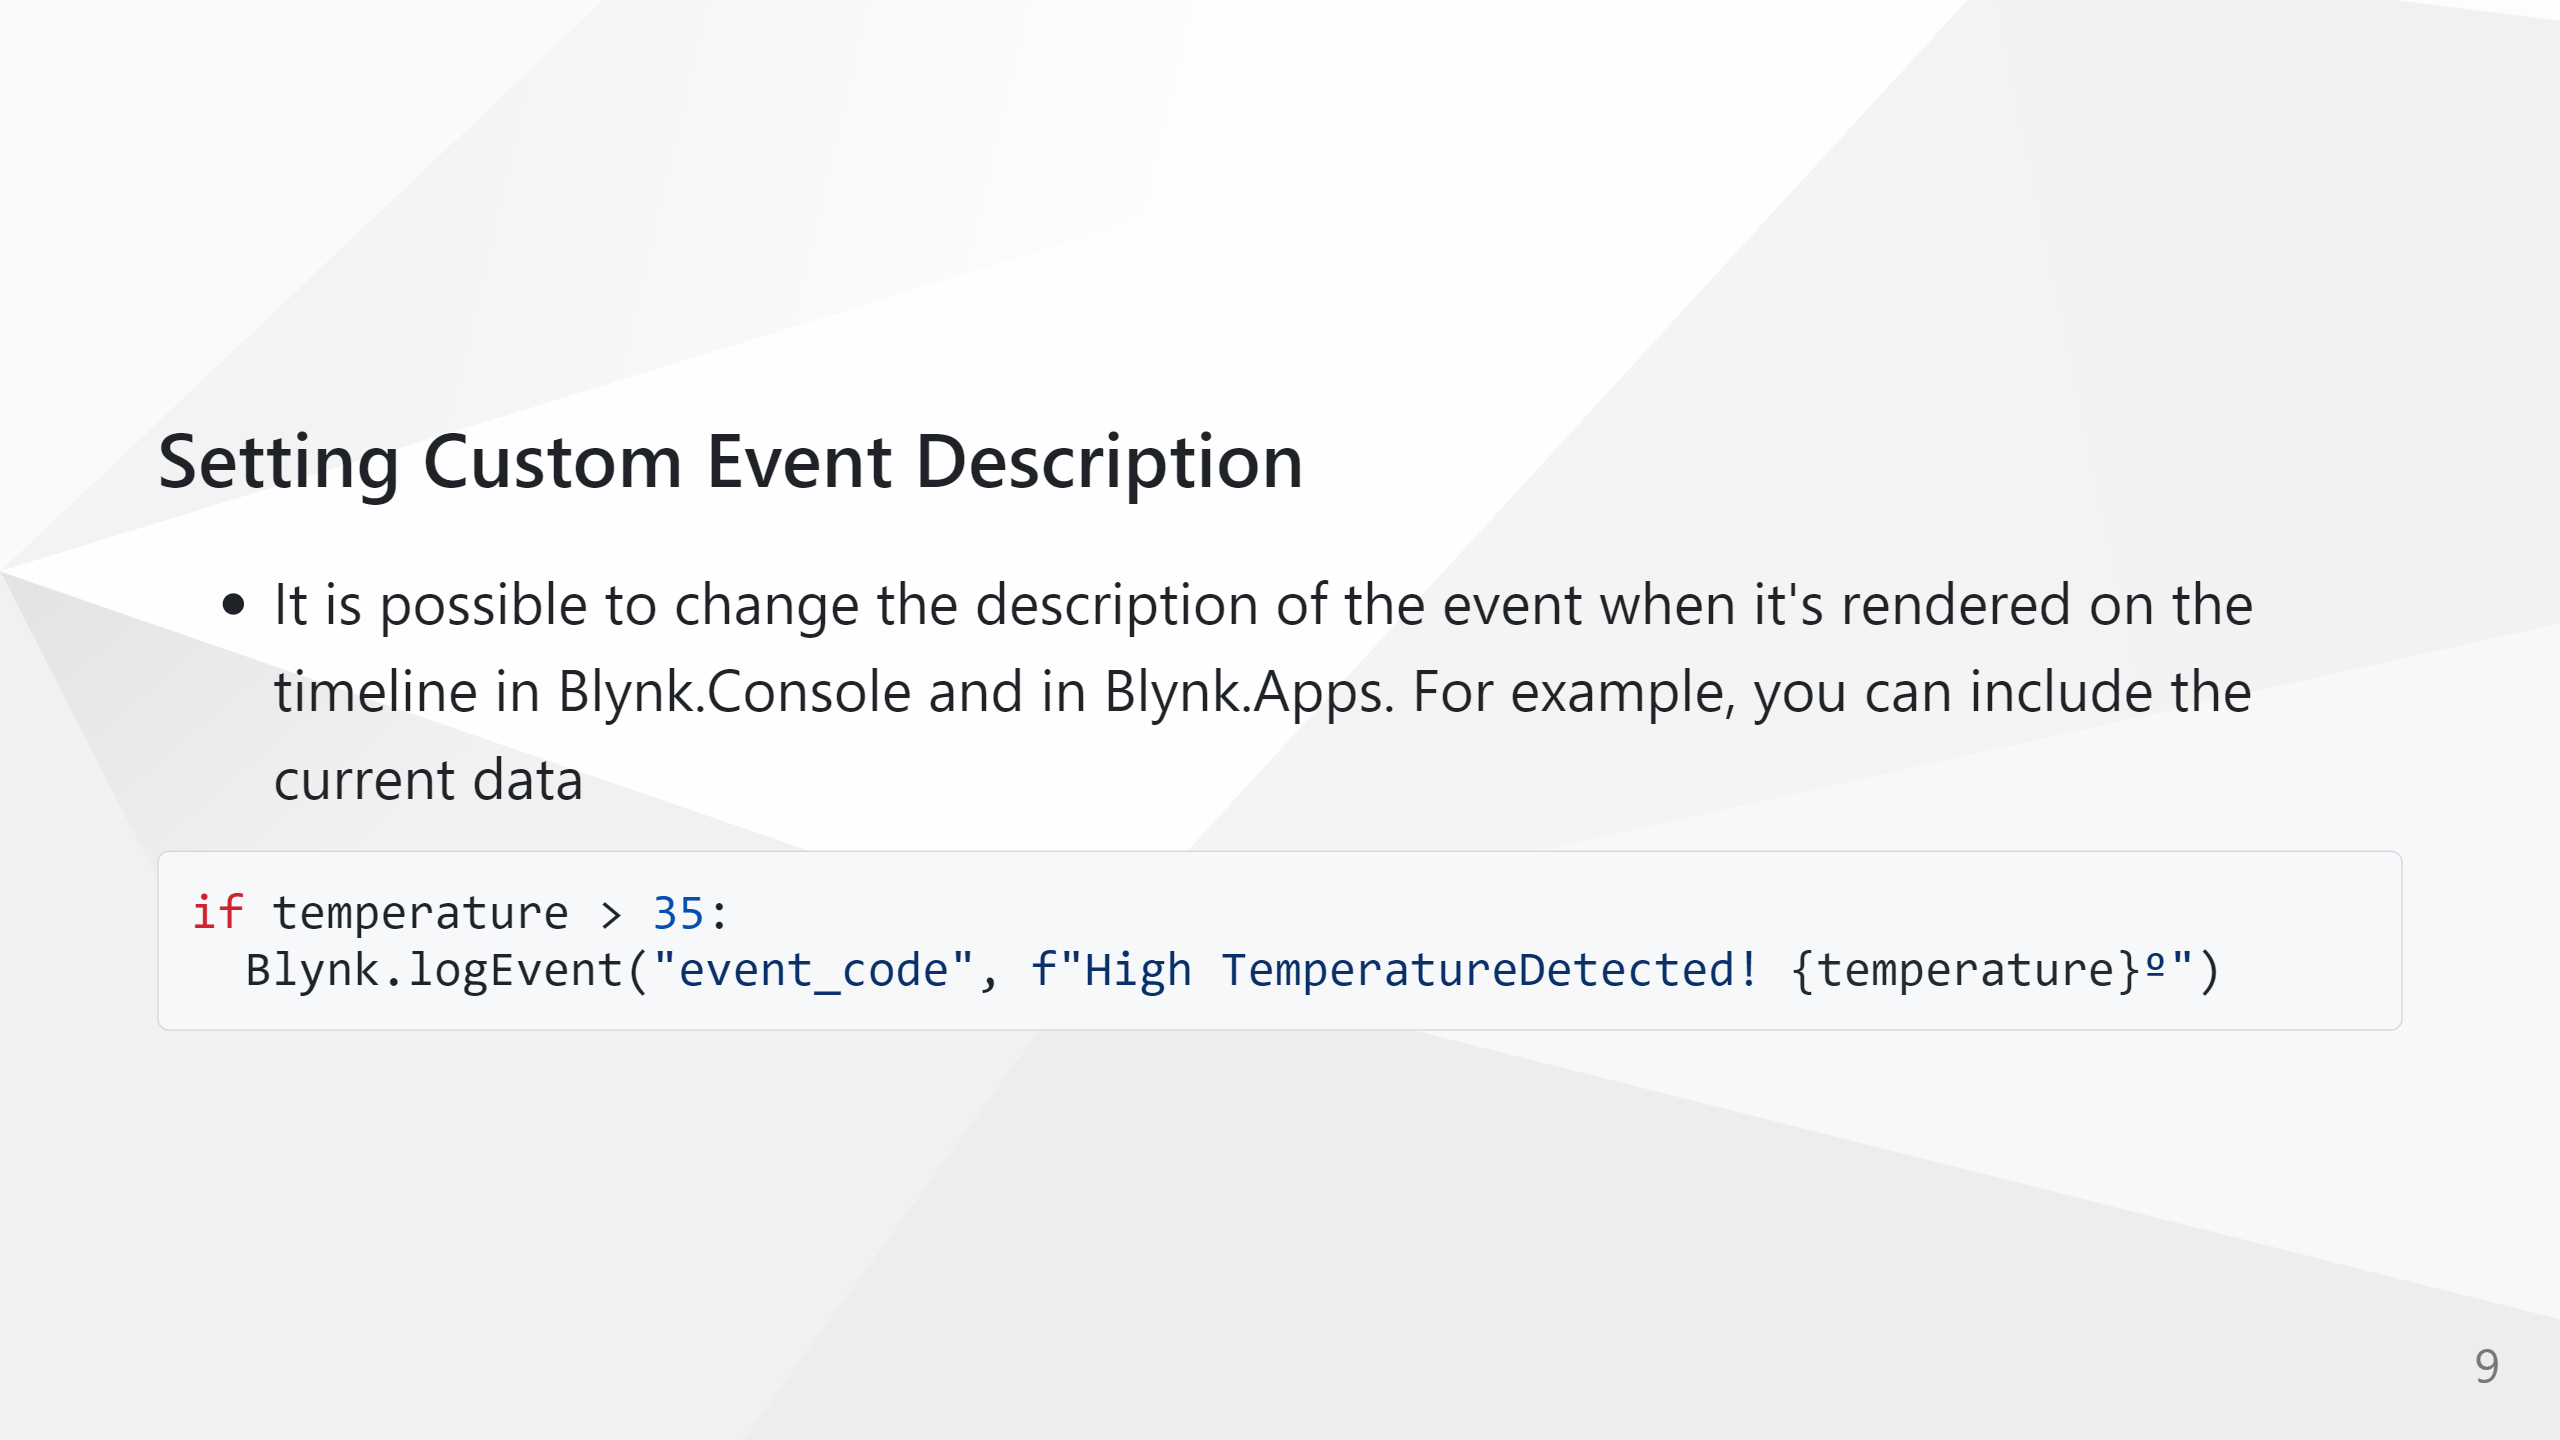 Setting Custom Event Description
• It is possible to change the description of the event when it's rendered on the
timeline in Blynk.Console and in Blynk.Apps. For example, you can include the
current data
if temperature > 35:
  Blynk.logEvent("event_code", f"High TemperatureDetected! {temperature}º")
9